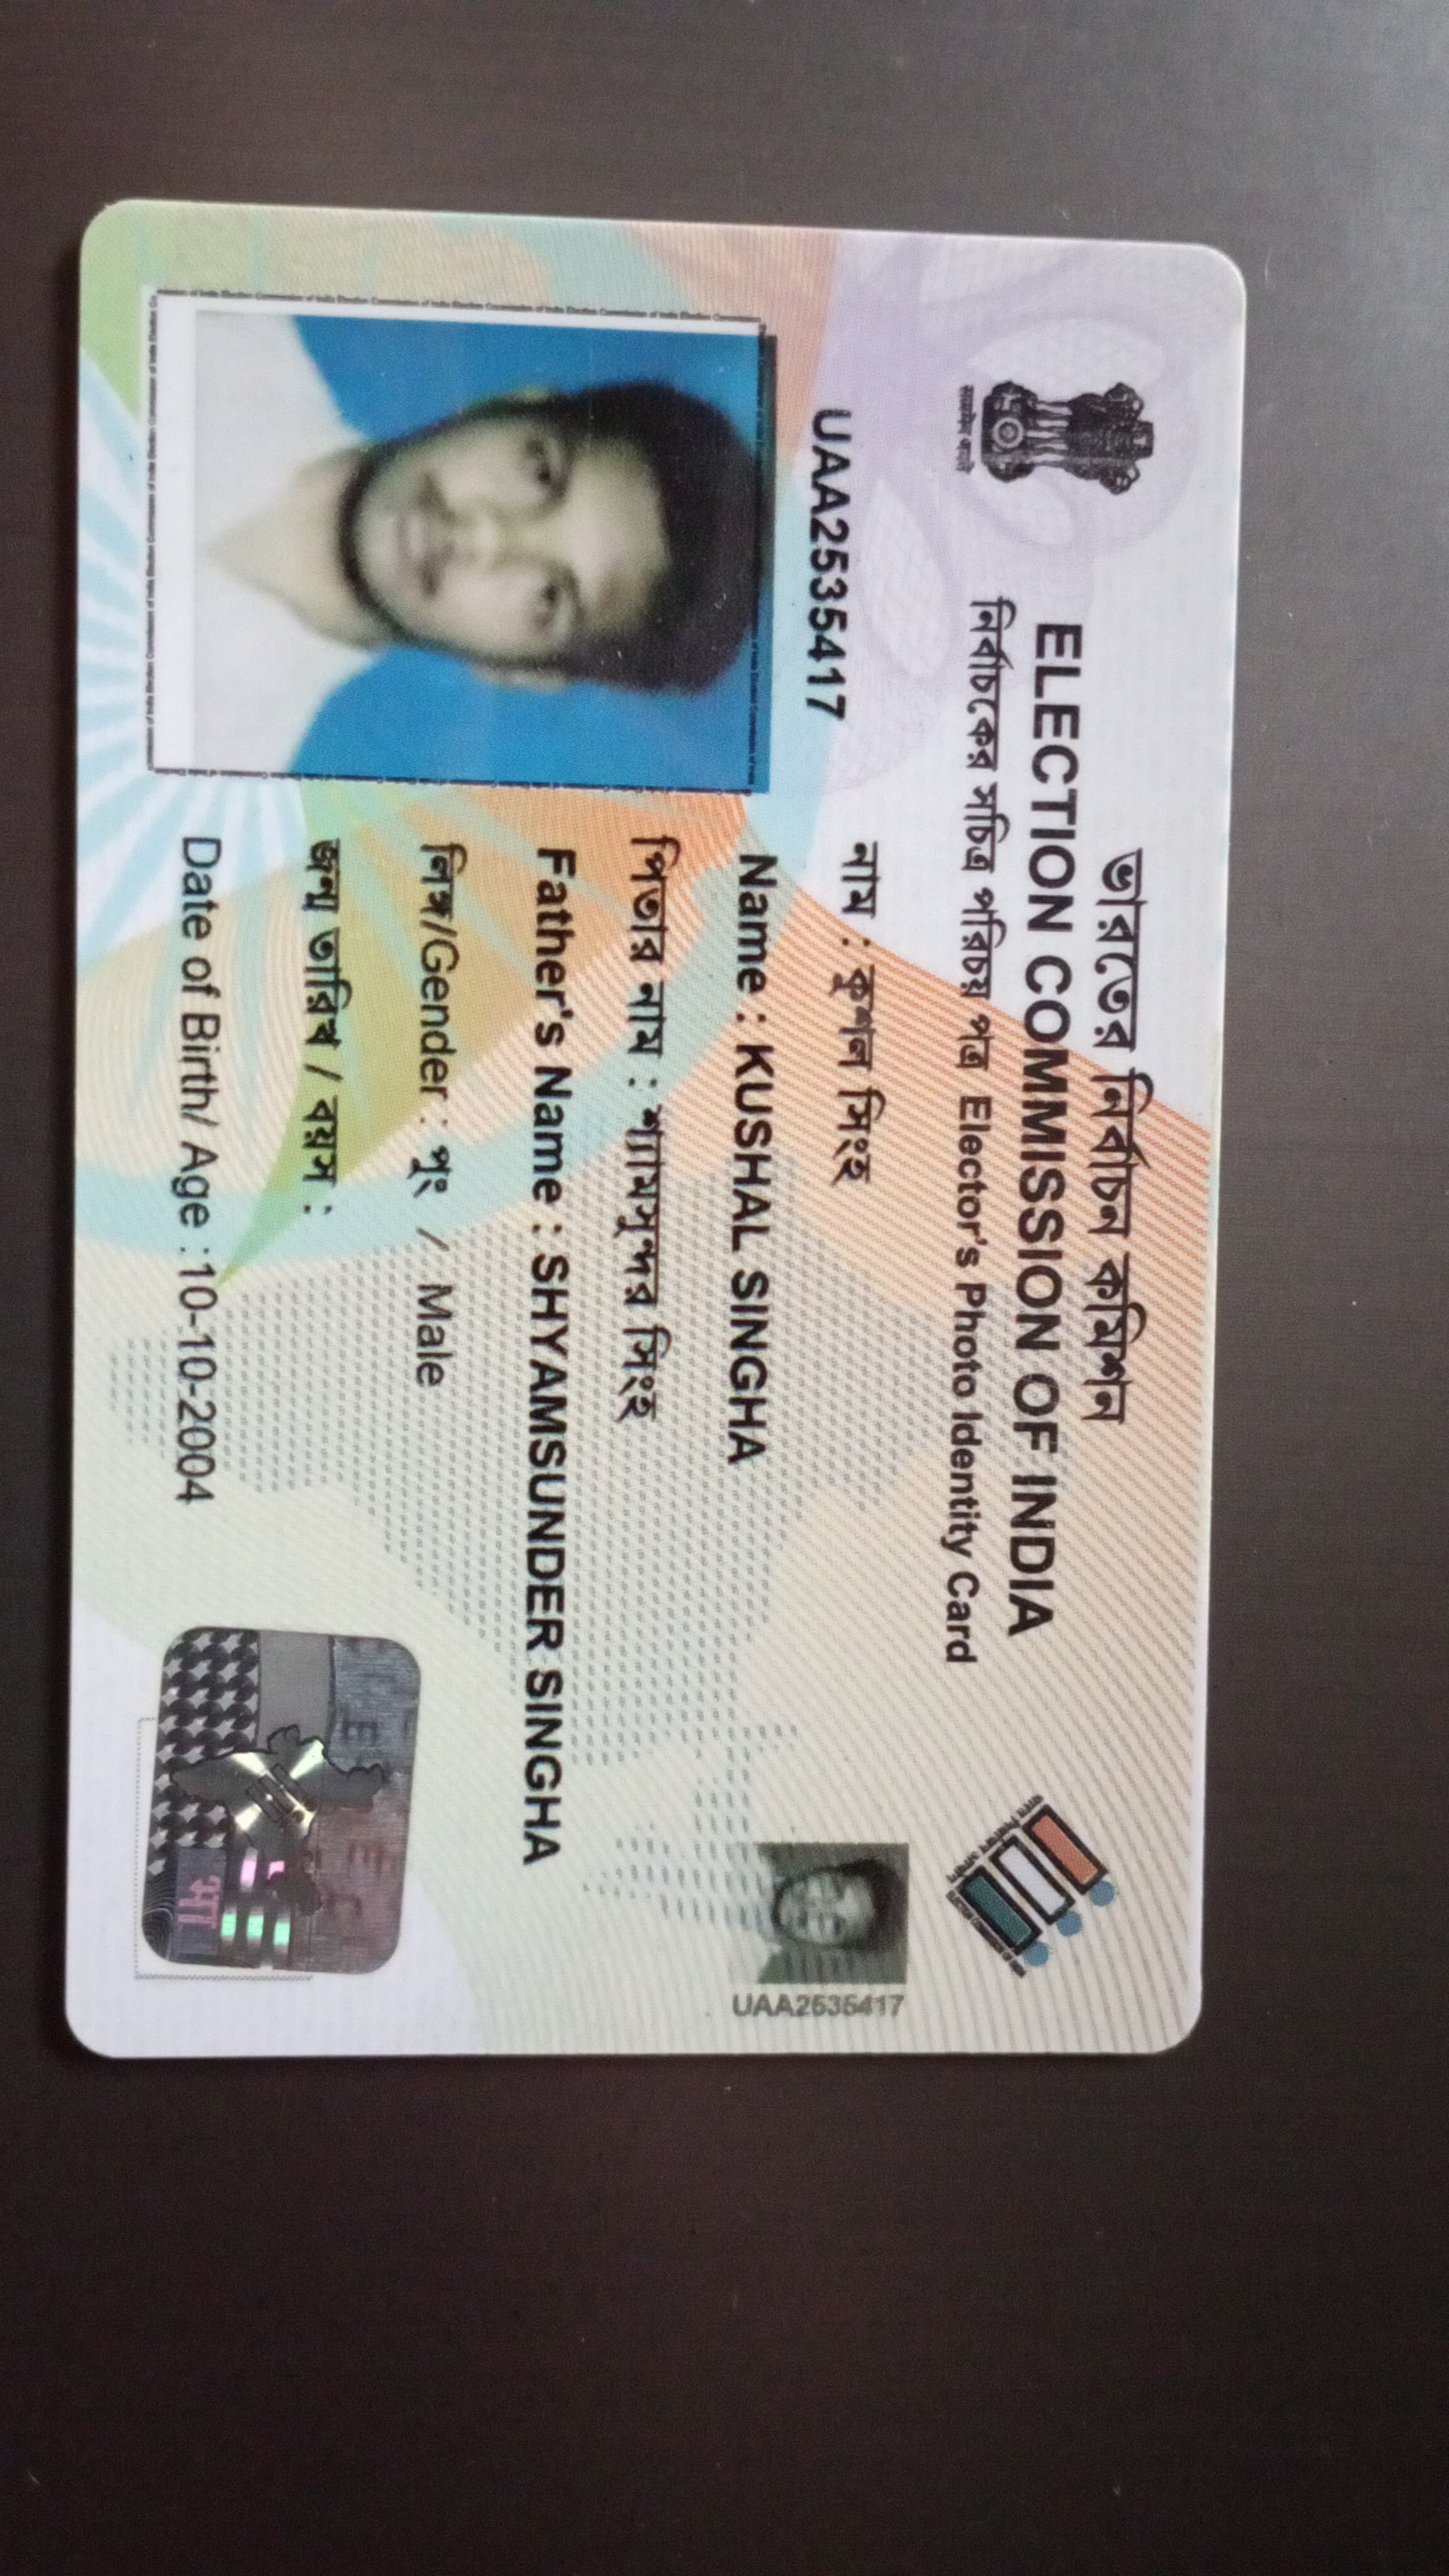 ভারতের নির্বাচন কমিশন
ELECTION COMMISSION OF INDIA
নির্বাচকের সচিত্র পরিচয় পত্র Elector's Photo Identity Card
सत्यमेव जयते
UAA2535417
নাম : কুশল সিংহ
Name : KUSHAL SINGHA
পিতার নাম : শ্যামসুন্দর সিংহ
Father's Name : SHYAMSUNDER SINGHA
লিঙ্গ/Gender : পুং / Male
জন্ম তারিখ / বয়স :
Date of Birth/ Age :10-10-2004
UAA2535417